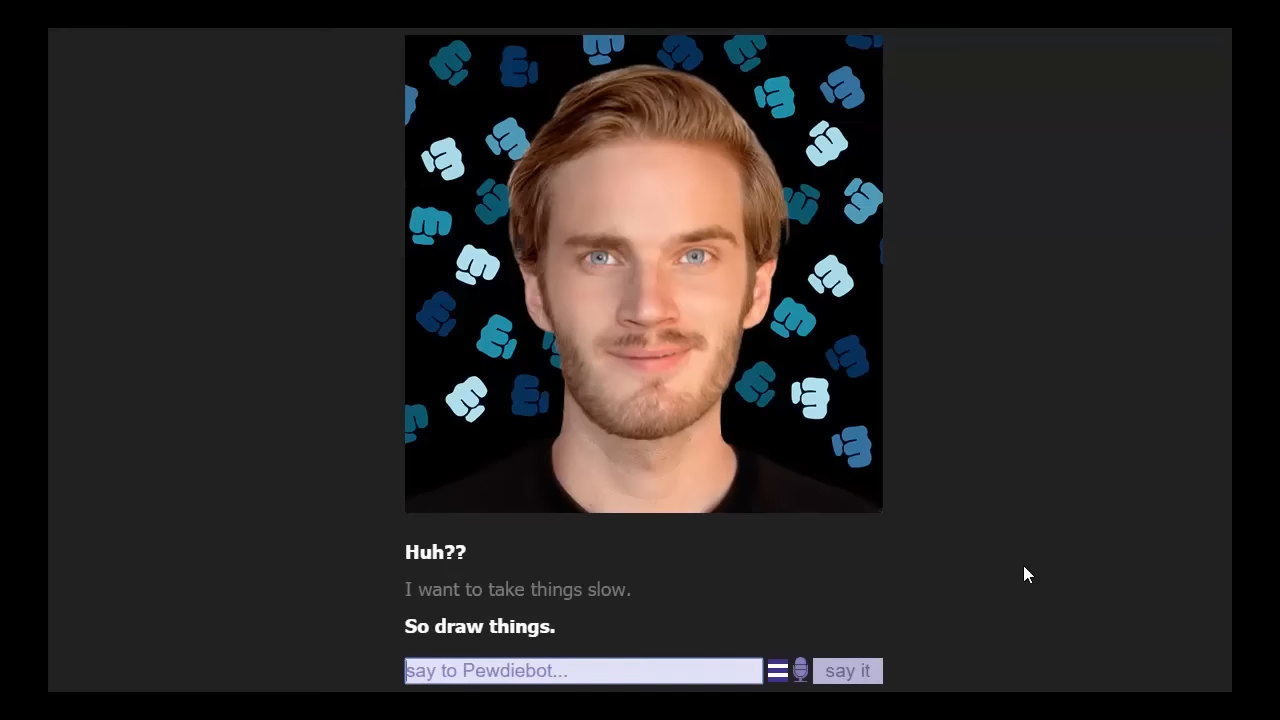 Huh??
I want to take things slow.
So draw things.
say to Pewdiebot...
say it